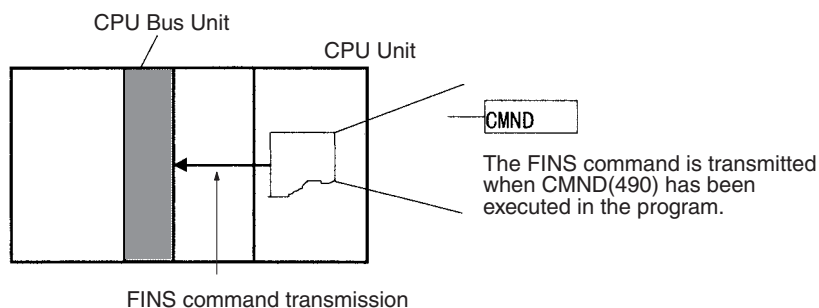 CPU Bus Unit
CPU Unit
CMND
The FINS command is transmitted
when CMND(490) has been
executed in the program.
FINS command transmission